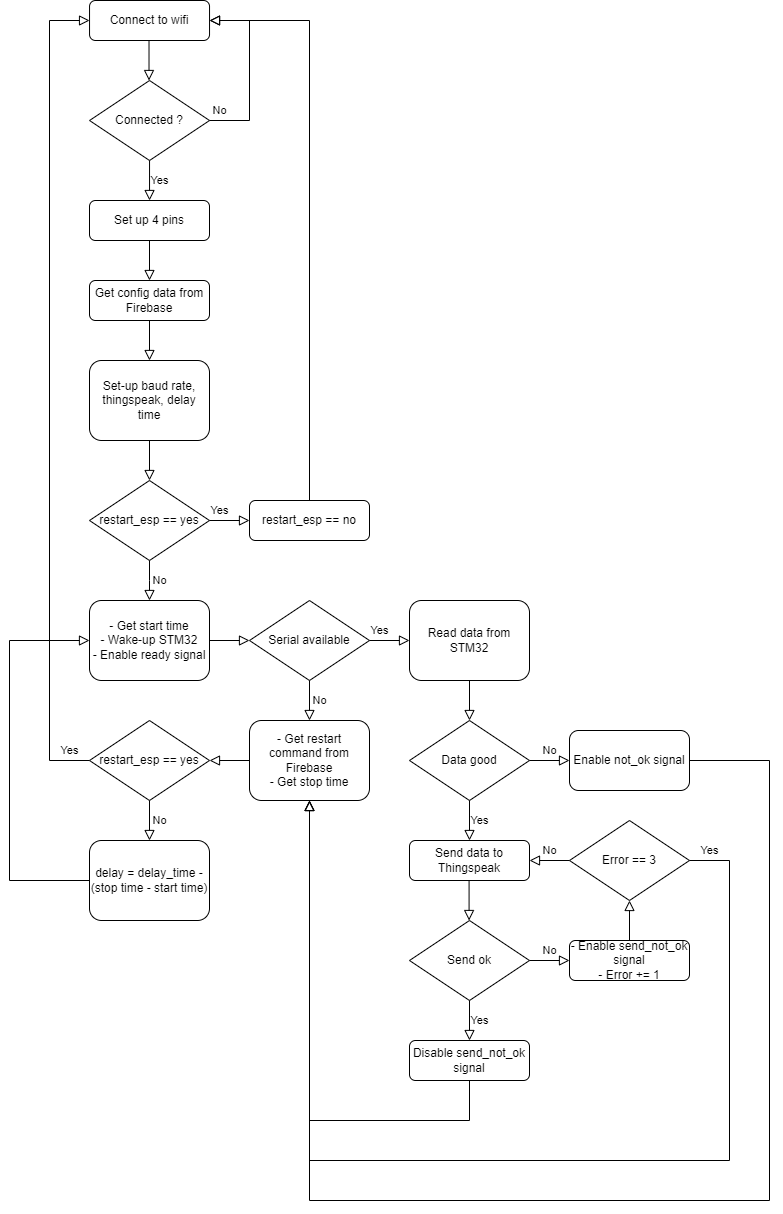 Connect to wifi
Connected ?
No
Yes
Set up 4 pins
Get config data from
Firebase
Set-up baud rate,
thingspeak, delay
time
restart_esp == yes
Yes
restart_esp == no
No
- Get start time
- Wake-up STM32
- Enable ready signal
Serial available
Yes
Read data from
STM32
No
- Get restart
command from
Firebase
- Get stop time
Yes
restart_esp == yes
No
delay = delay_time -
(stop time - start time)
Data good
No
Enable not_ok signal
Yes
Send data to
Thingspeak
No
Error == 3
Yes
Send ok
No
- Enable send_not_ok
signal
- Error += 1
Yes
Disable send_not_ok
signal